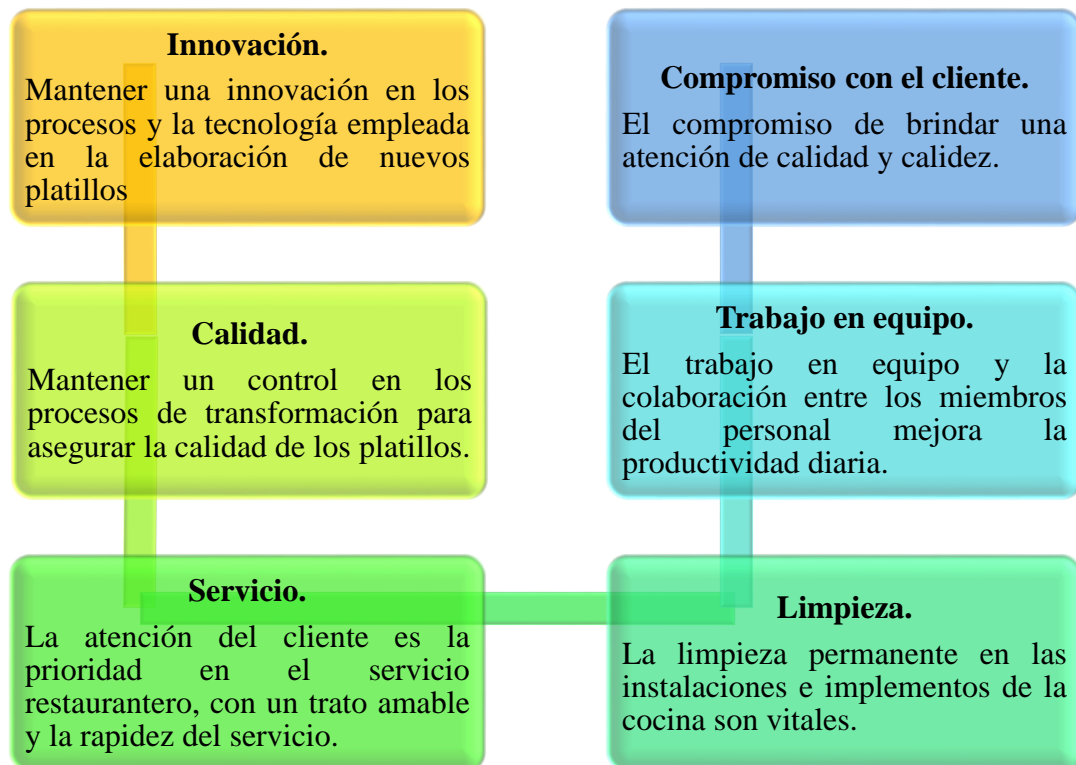 Innovación.
Mantener una innovación en los
procesos y la tecnología empleada
en la elaboración de nuevos
platillos
Calidad.
Mantener un control en los
procesos de transformación para
asegurar la calidad de los platillos.
Servicio.
La atención del cliente es la
prioridad en el servicio
restaurantero, con un trato amable
y la rapidez del servicio.
Limpieza.
La limpieza permanente en las
instalaciones e implementos de la
cocina son vitales.
Trabajo en equipo.
El trabajo en equipo y la
colaboración entre los miembros
del personal mejora la
productividad diaria.
Compromiso con el cliente.
El compromiso de brindar una
atención de calidad y calidez.